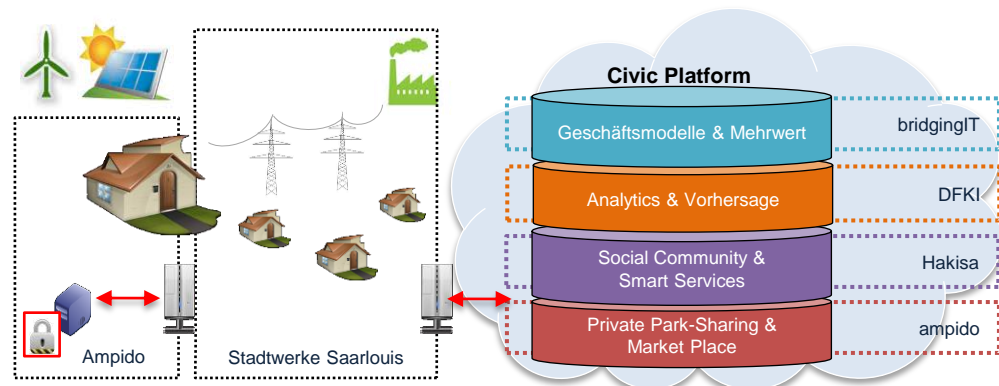 Civic Platform
Geschäftsmodelle & Mehrwert
bridgingIT
Analytics & Vorhersage
DFKI
Social Community &
Smart Services
Hakisa
Private Park-Sharing &
Market Place
ampido
Ampido
Stadtwerke Saarlouis